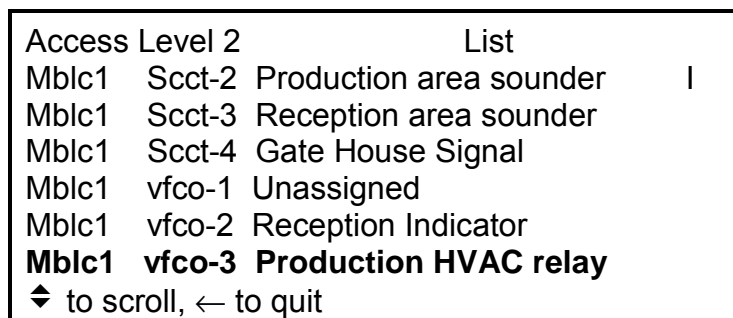 Access Level 2 List
Mblc1 Scct-2 Production area sounder I
Mblc1 Scct-3 Reception area sounder
Mblc1 Scct-4 Gate House Signal
Mblc1 vfco-1 Unassigned
Mblc1 vfco-2 Reception Indicator
Mblc1 vfco-3 Production HVAC relay
⬍ to scroll, ← to quit